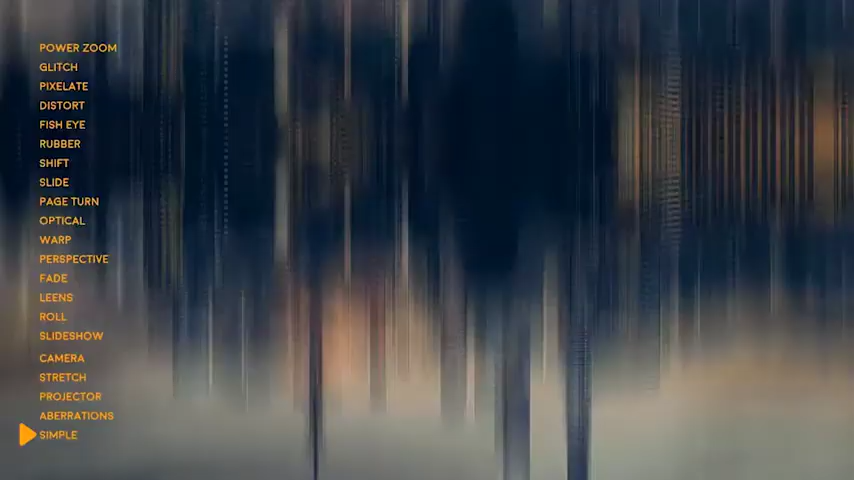 POWER ZOOM
GLITCH
PIXELATE
DISTORT
FISH EYE
RUBBER
SHIFT
SLIDE
PAGE TURN
OPTICAL
WARP
PERSPECTIVE
FADE
LEENS
ROLL
SLIDESHOW
CAMERA
STRETCH
PROJECTOR
ABERRATIONS
SIMPLE